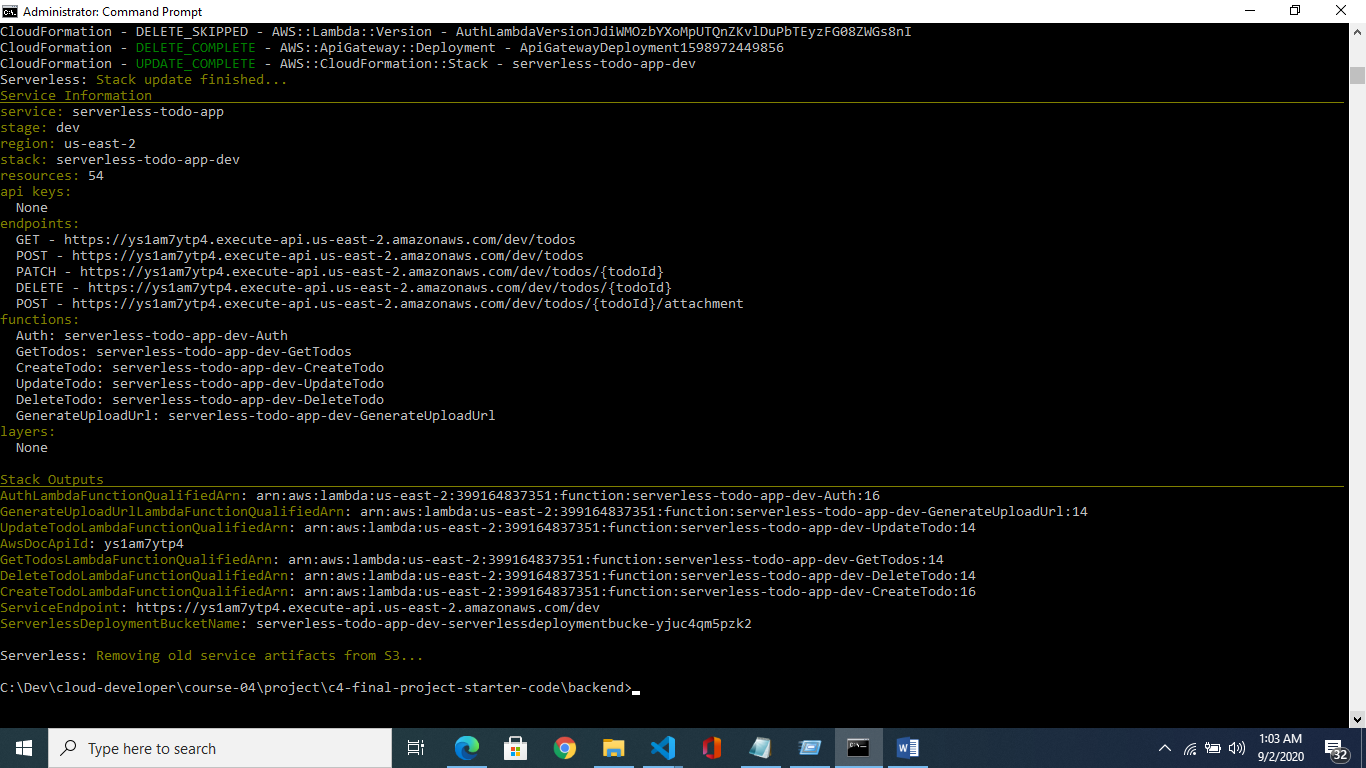 Administrator: Command Prompt
CloudFormation - DELETE_SKIPPED - AWS::Lambda::Version - AuthLambdaVersionJdiWMOzbYXoMpUTQnZKvlDuPbTEyzFG08ZWGs8nI
CloudFormation - DELETE_COMPLETE - AWS::ApiGateway::Deployment - ApiGatewayDeployment1598972449856
CloudFormation - UPDATE_COMPLETE - AWS::CloudFormation::Stack - serverless-todo-app-dev
Serverless: Stack update finished...
Service Information
service: serverless-todo-app
stage: dev
region: us-east-2
stack: serverless-todo-app-dev
resources: 54
api keys:
  None
endpoints:
  GET - https://ys1am7ytp4.execute-api.us-east-2.amazonaws.com/dev/todos
  POST - https://ys1am7ytp4.execute-api.us-east-2.amazonaws.com/dev/todos
  PATCH - https://ys1am7ytp4.execute-api.us-east-2.amazonaws.com/dev/todos/{todoId}
  DELETE - https://ys1am7ytp4.execute-api.us-east-2.amazonaws.com/dev/todos/{todoId}
  POST - https://ys1am7ytp4.execute-api.us-east-2.amazonaws.com/dev/todos/{todoId}/attachment
functions:
  Auth: serverless-todo-app-dev-Auth
  GetTodos: serverless-todo-app-dev-GetTodos
  CreateTodo: serverless-todo-app-dev-CreateTodo
  UpdateTodo: serverless-todo-app-dev-UpdateTodo
  DeleteTodo: serverless-todo-app-dev-DeleteTodo
  GenerateUploadUrl: serverless-todo-app-dev-GenerateUploadUrl
layers:
  None
Stack Outputs
AuthLambdaFunctionQualifiedArn: arn:aws:lambda:us-east-2:399164837351:function:serverless-todo-app-dev-Auth:16
GenerateUploadUrlLambdaFunctionQualifiedArn: arn:aws:lambda:us-east-2:399164837351:function:serverless-todo-app-dev-GenerateUploadUrl:14
UpdateTodoLambdaFunctionQualifiedArn: arn:aws:lambda:us-east-2:399164837351:function:serverless-todo-app-dev-UpdateTodo:14
AwsDocApiId: ys1am7ytp4
GetTodosLambdaFunctionQualifiedArn: arn:aws:lambda:us-east-2:399164837351:function:serverless-todo-app-dev-GetTodos:14
DeleteTodoLambdaFunctionQualifiedArn: arn:aws:lambda:us-east-2:399164837351:function:serverless-todo-app-dev-DeleteTodo:14
CreateTodoLambdaFunctionQualifiedArn: arn:aws:lambda:us-east-2:399164837351:function:serverless-todo-app-dev-CreateTodo:16
ServiceEndpoint: https://ys1am7ytp4.execute-api.us-east-2.amazonaws.com/dev
ServerlessDeploymentBucketName: serverless-todo-app-dev-serverlessdeploymentbucke-yjuc4qm5pzk2
Serverless: Removing old service artifacts from S3...
C:\Dev\cloud-developer\course-04\project\c4-final-project-starter-code\backend>
Type here to search
1:03 AM
9/2/2020
32